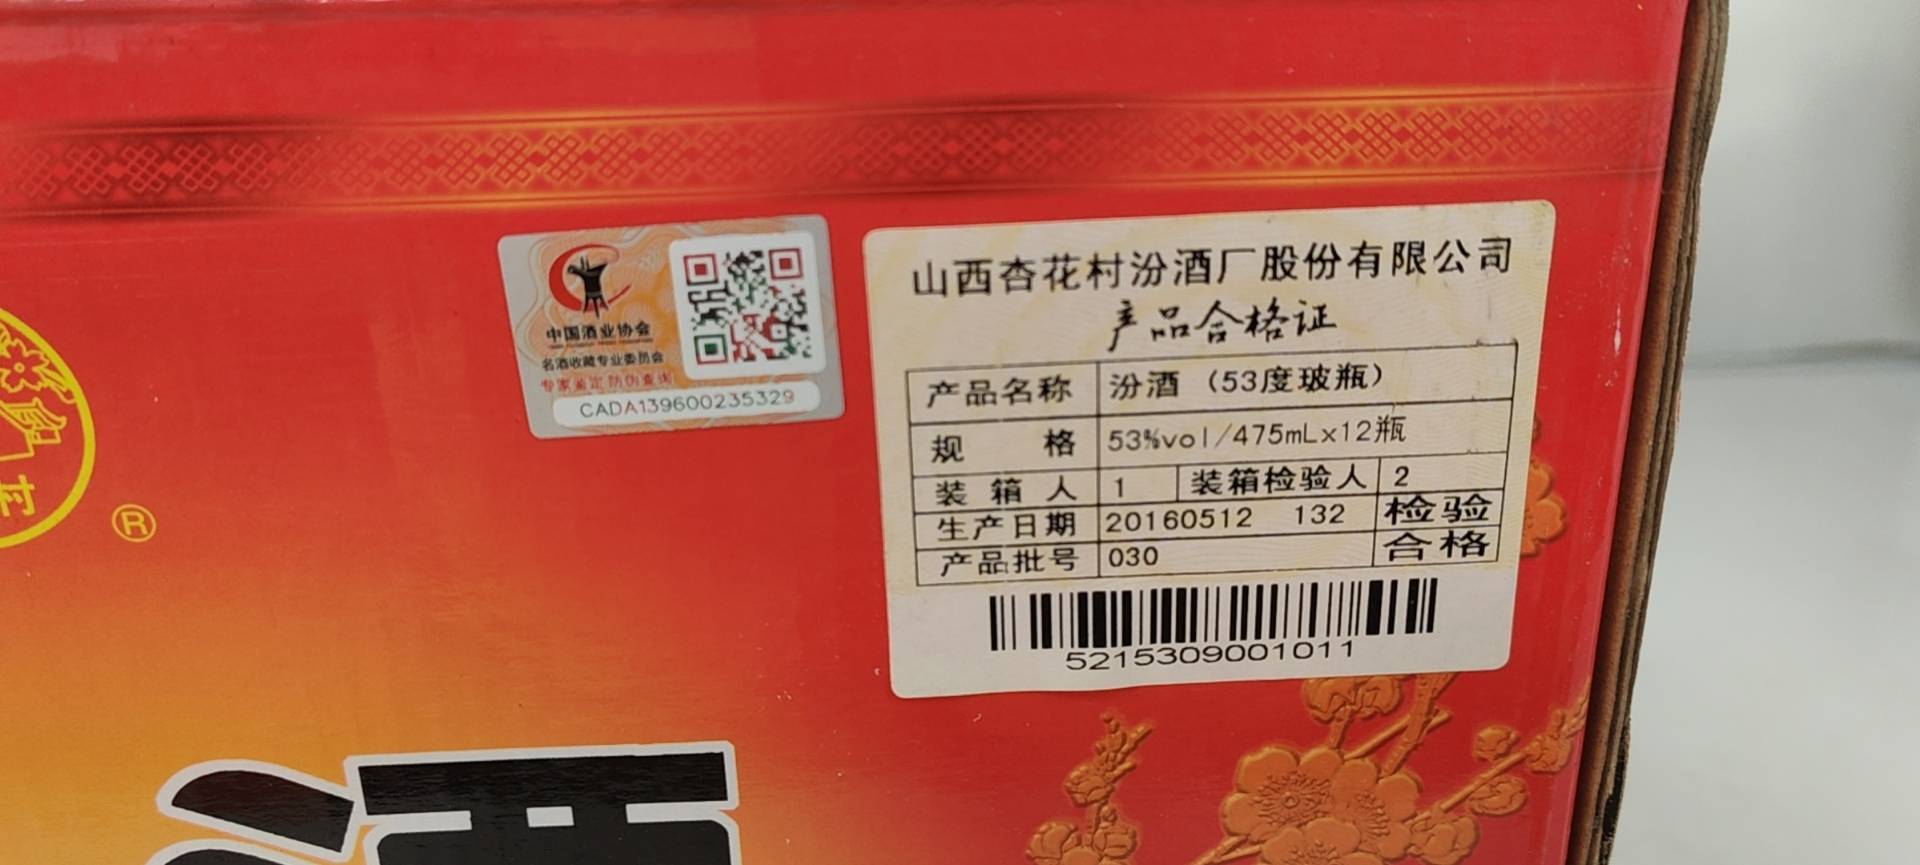 中国酒业协会
名酒收藏专业委员会
专家鉴定 防伪查询
CADA139600235329
山西杏花村汾酒厂股份有限公司
产品合格证
产品名称 汾酒（53度玻瓶）
规 格 53%vol/475mLx12瓶
装 箱 人 1 装箱检验人 2
生产日期 20160512 132 检验
产品批号 030 合格
5215309001011
村
®
酒